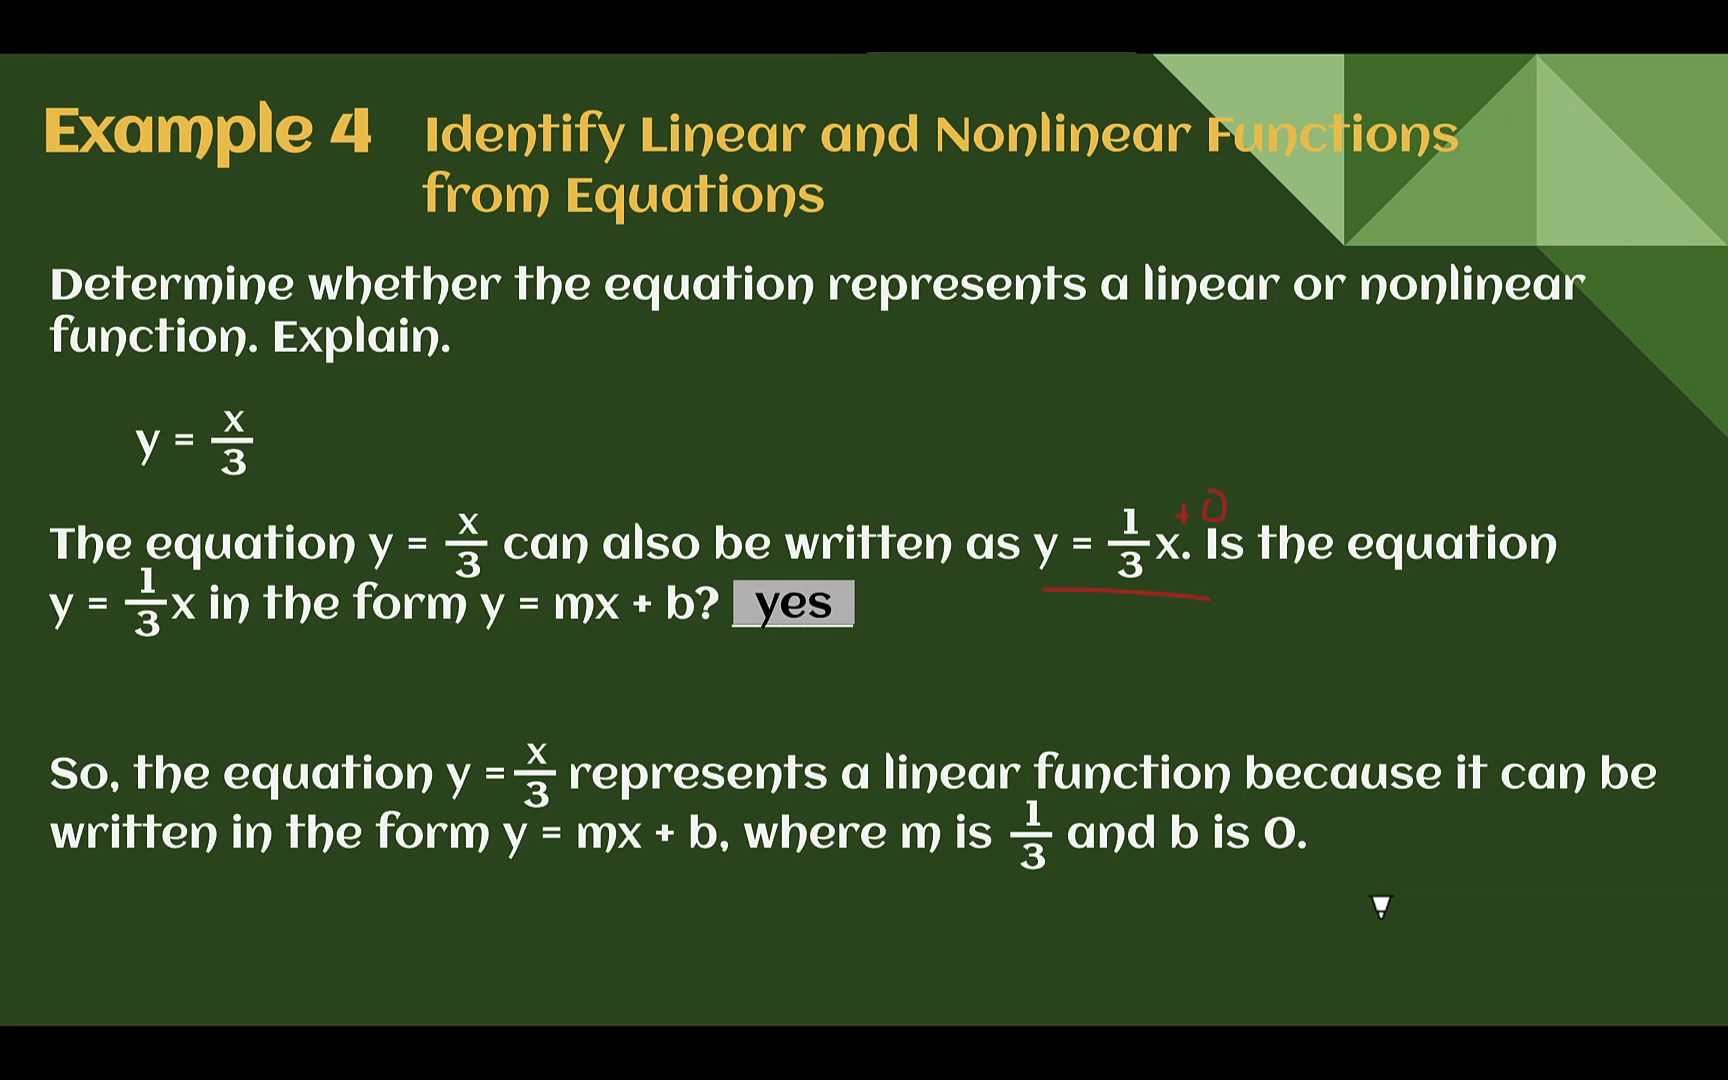 Example 4 Identify Linear and Nonlinear Functions
from Equations
Determine whether the equation represents a linear or nonlinear
function. Explain.
y = x/3
The equation y = x/3 can also be written as y = 1/3x. + 0 Is the equation
y = 1/3x in the form y = mx + b? yes
So, the equation y = x/3 represents a linear function because it can be
written in the form y = mx + b, where m is 1/3 and b is 0.